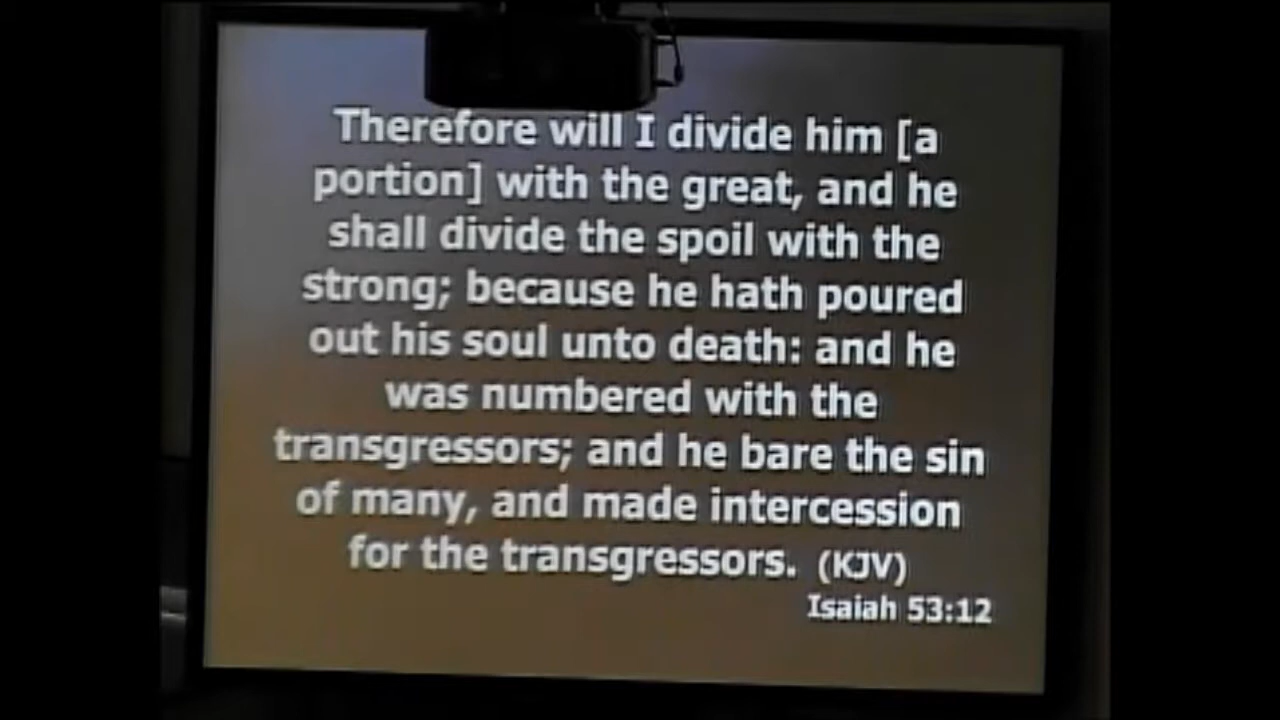 Therefore will I divide him [a
portion] with the great, and he
shall divide the spoil with the
strong; because he hath poured
out his soul unto death: and he
was numbered with the
transgressors; and he bare the sin
of many, and made intercession
for the transgressors. (KJV)
Isaiah 53:12